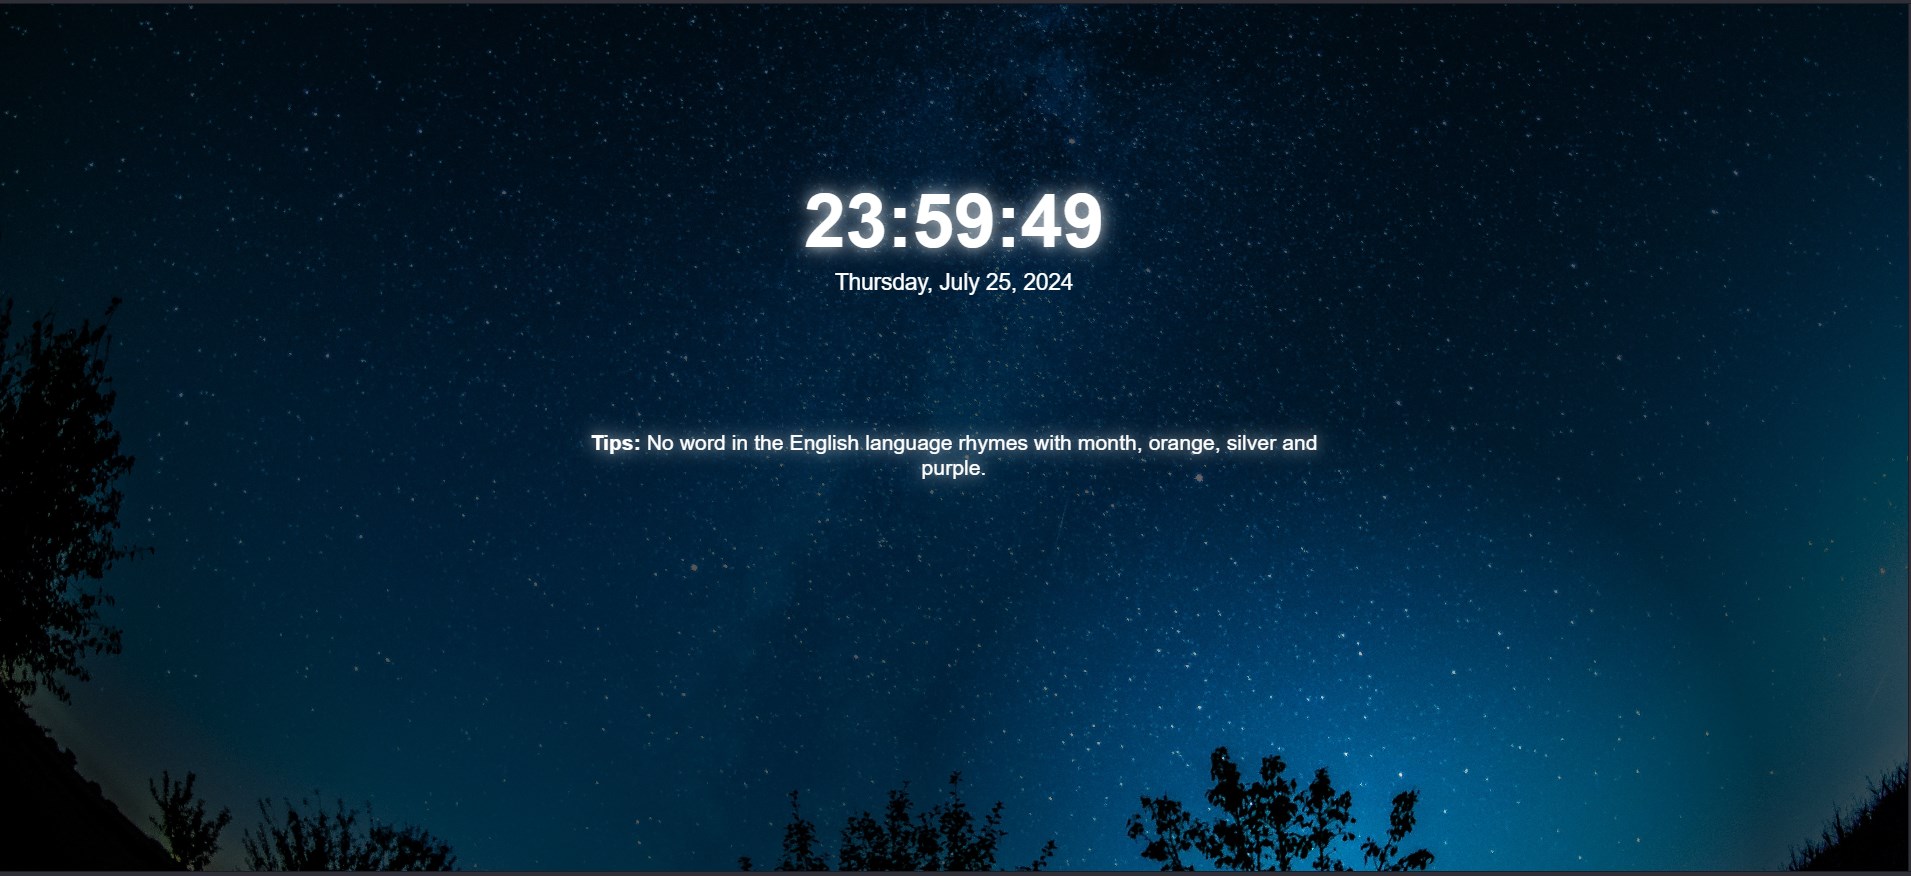 23:59:49
Thursday, July 25, 2024
Tips: No word in the English language rhymes with month, orange, silver and
purple.